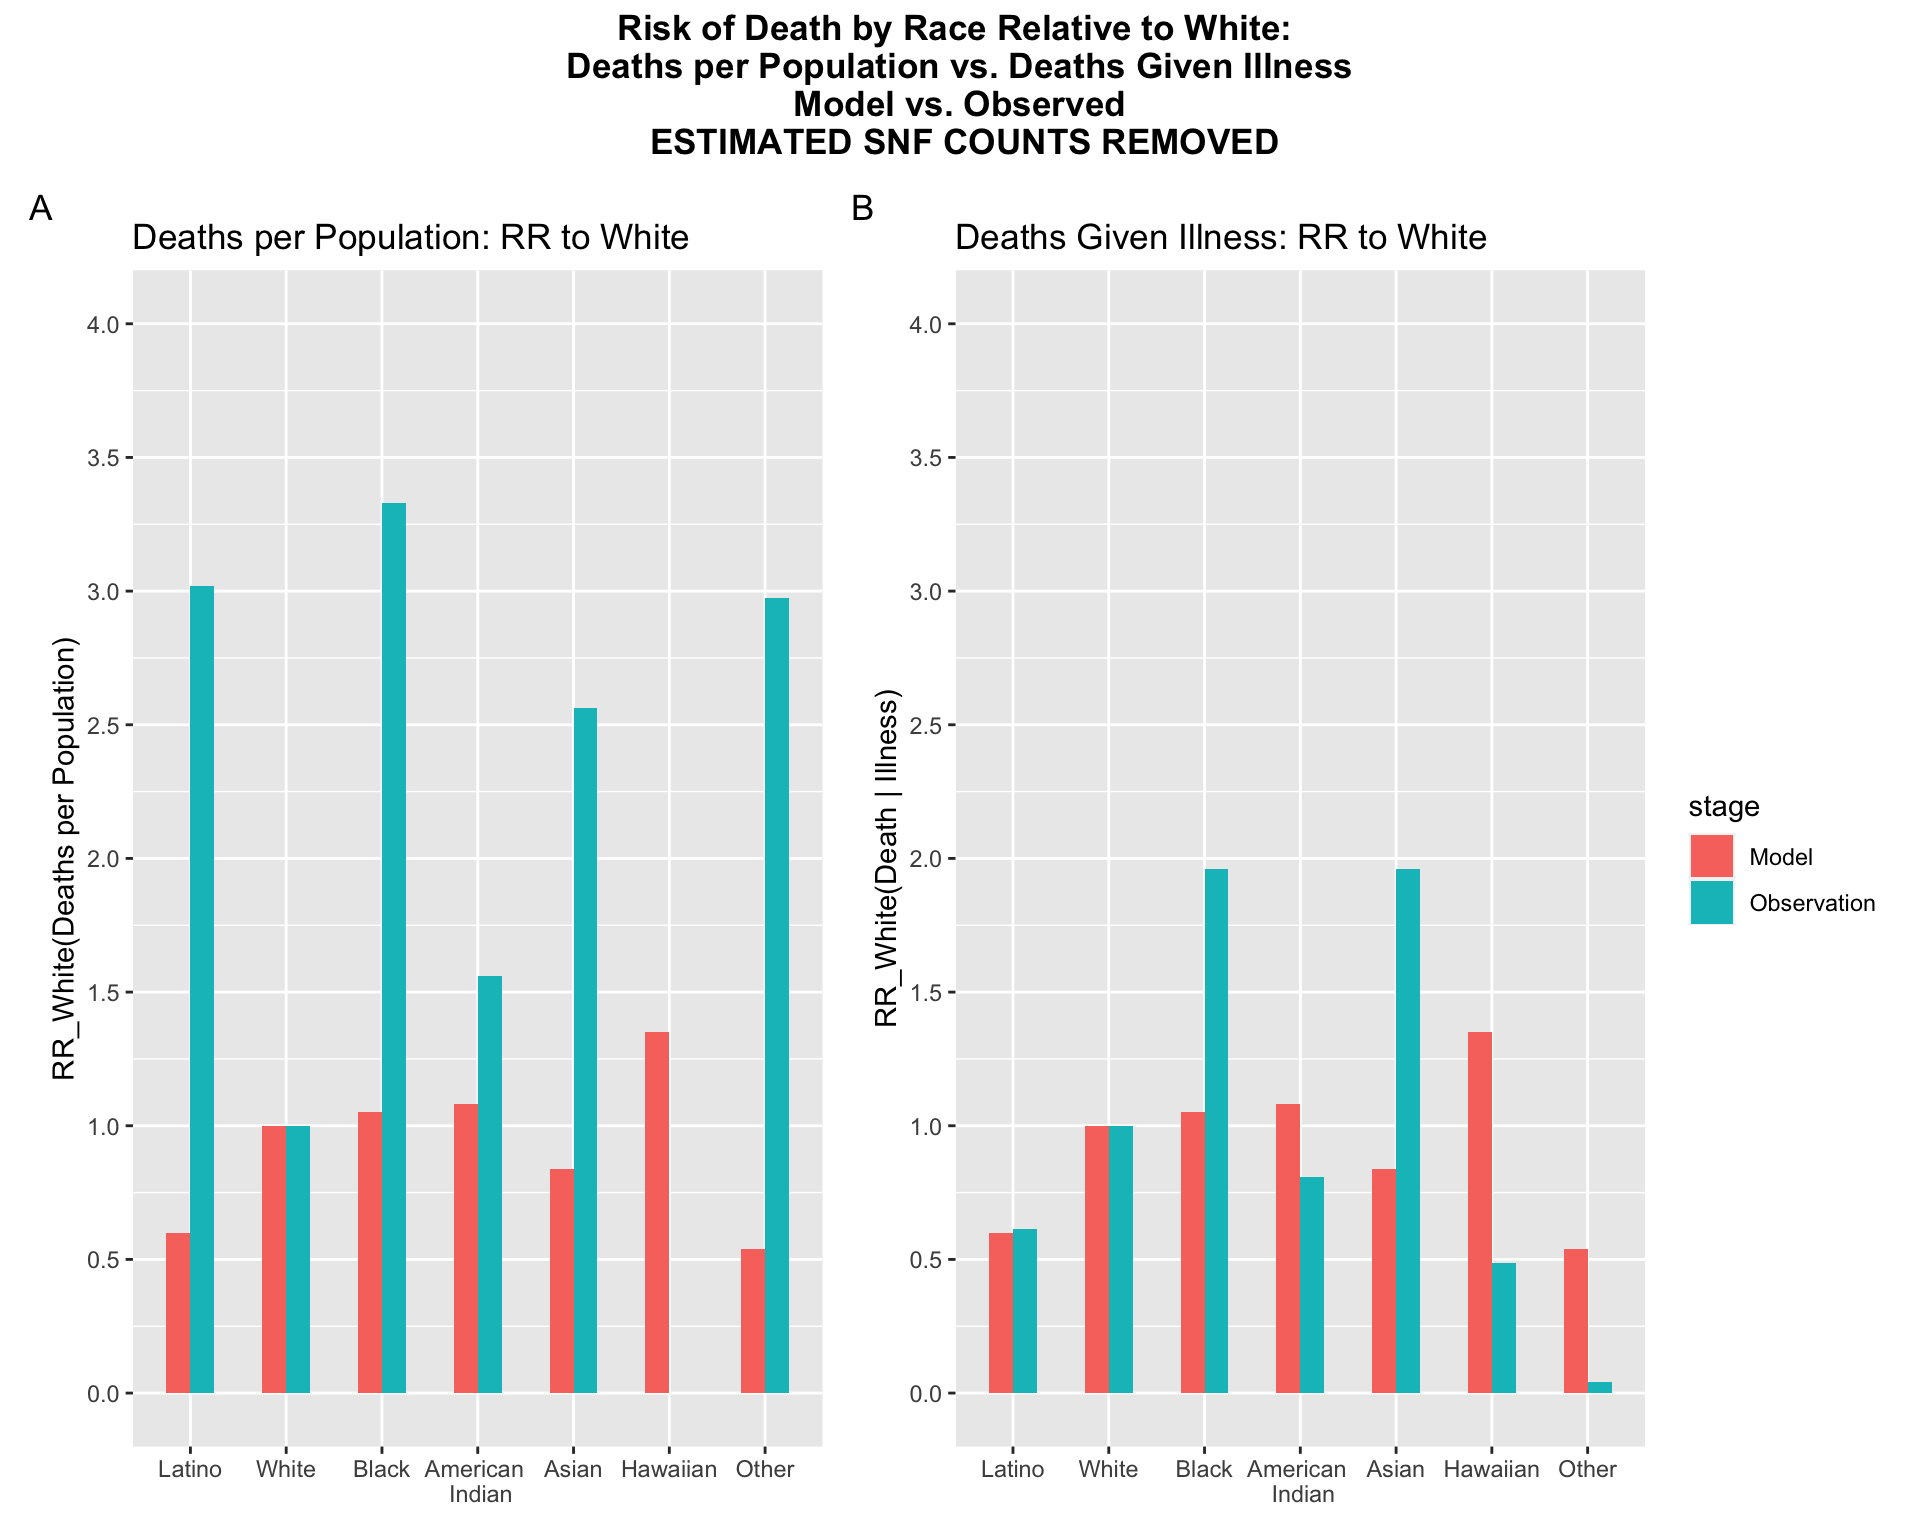 Risk of Death by Race Relative to White:
Deaths per Population vs. Deaths Given Illness
Model vs. Observed
ESTIMATED SNF COUNTS REMOVED
A
Deaths per Population: RR to White
RR_White(Deaths per Population)
4.0
3.5
3.0
2.5
2.0
1.5
1.0
0.5
0.0
Latino White Black American Indian Asian Hawaiian Other
B
Deaths Given Illness: RR to White
RR_White(Death | Illness)
4.0
3.5
3.0
2.5
2.0
1.5
1.0
0.5
0.0
Latino White Black American Indian Asian Hawaiian Other
stage
Model
Observation